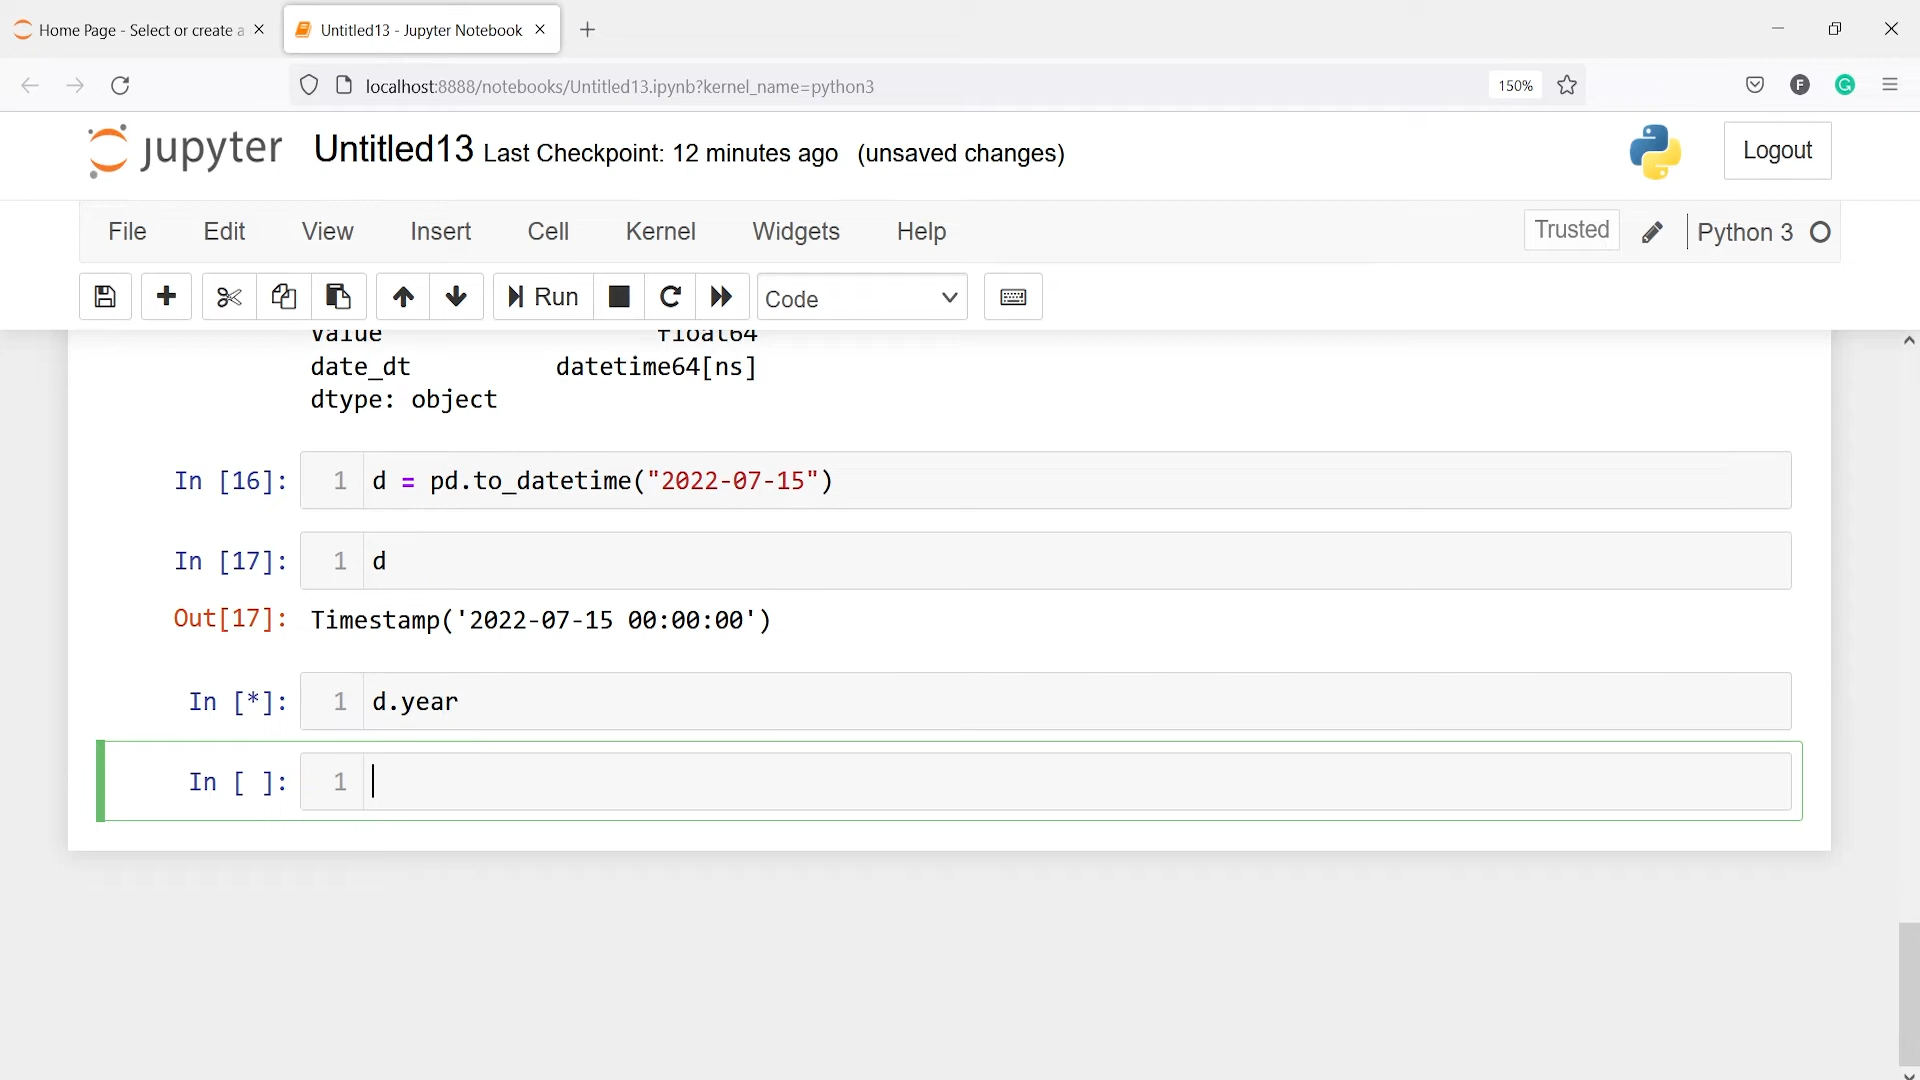 Home Page - Select or create a
Untitled13 - Jupyter Notebook
localhost:8888/notebooks/Untitled13.ipynb?kernel_name=python3
150%
F
G
jupyter
Untitled13 Last Checkpoint: 12 minutes ago (unsaved changes)
Logout
File Edit View Insert Cell Kernel Widgets Help
Trusted
Python 3
Run
Code
value float64
date_dt datetime64[ns]
dtype: object
In [16]: 1 d = pd.to_datetime("2022-07-15")
In [17]: 1 d
Out[17]: Timestamp('2022-07-15 00:00:00')
In [*]: 1 d.year
In [ ]: 1